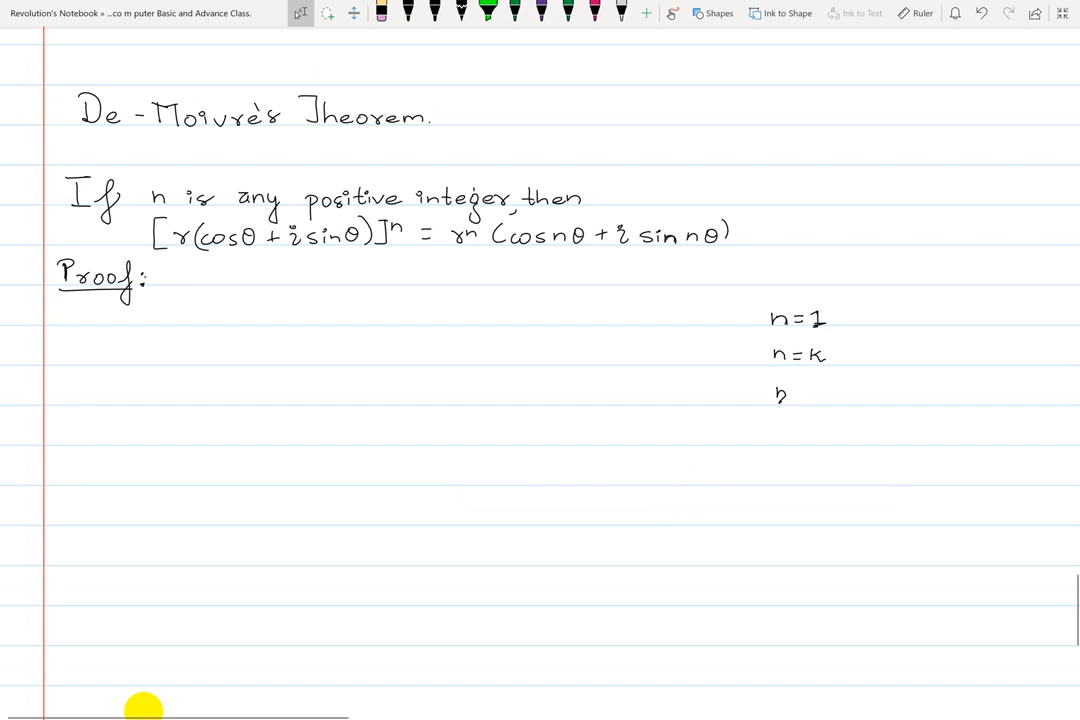 Revolution's Notebook » ...co m puter Basic and Advance Class.
Shapes
Ink to Shape
Ink to Text
Ruler
De-Moivre's Theorem.
If n is any positive integer, then
[r(cosθ + i sinθ)]ⁿ = rⁿ (cos nθ + i sin nθ)
Proof:
n = 1
n = k
n